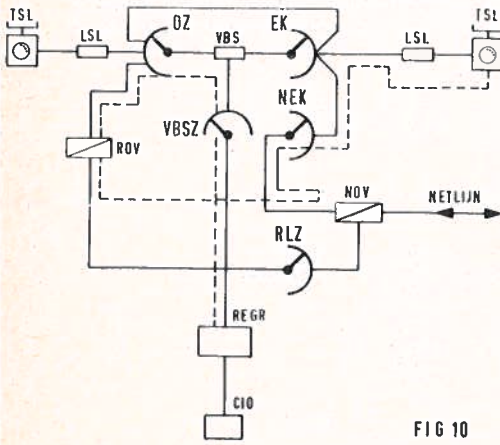 TSL
LSL
OZ
VBS
EK
LSL
TSL
VBSZ
NEK
ROV
NOV
NETLIJN
RLZ
REGR
CIO
FIG 10